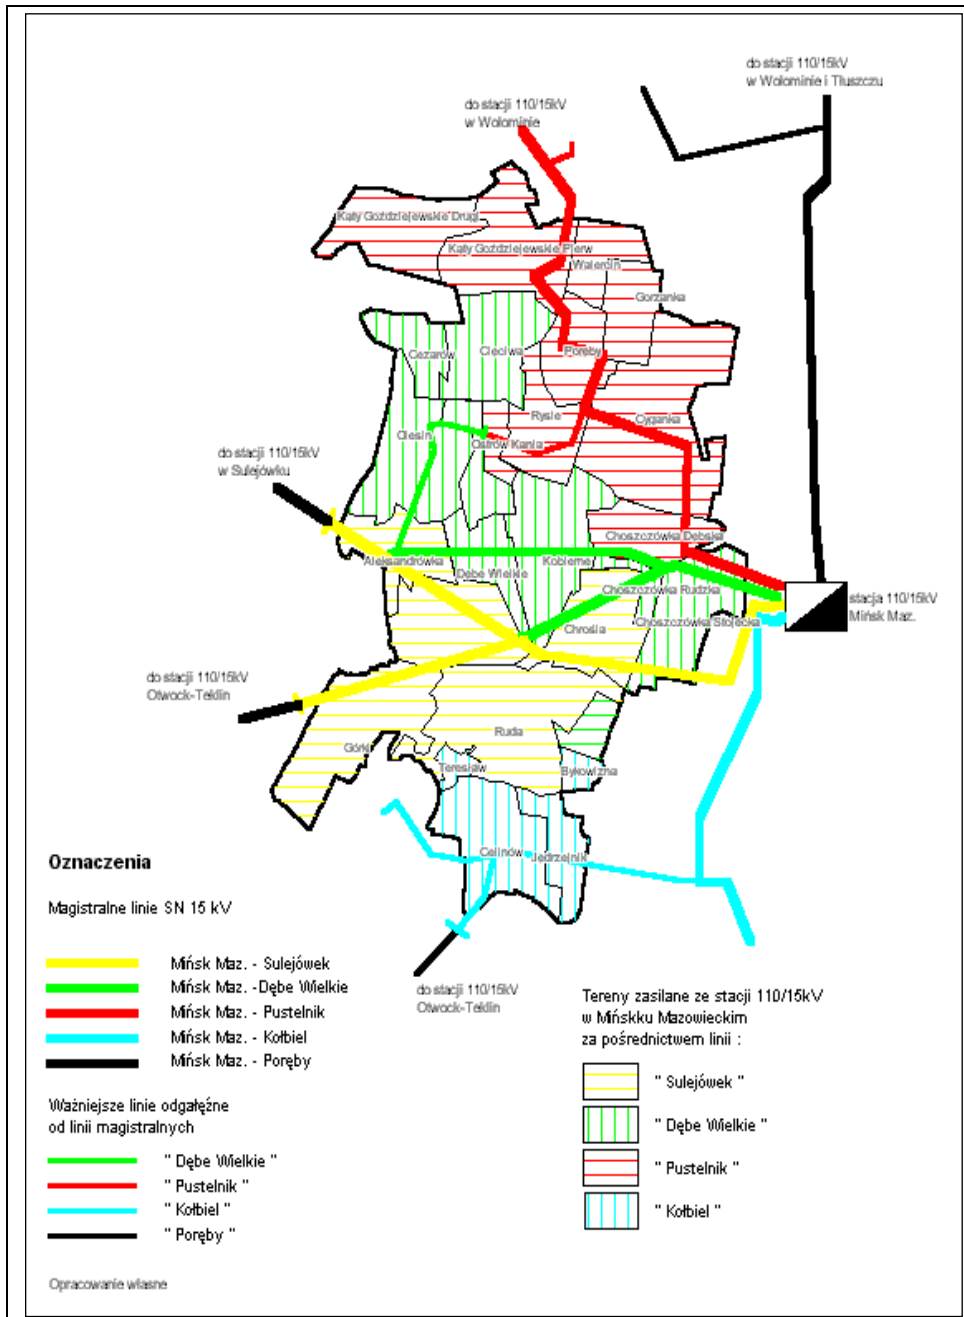 do stacji 110/15kV
w Wołominie i Tłuszczu
do stacji 110/15kV
w Wołominie
Kąty Goździejewskie Drugi
Kąty Goździejewskie Pierw
Walercin
Gorzanka
Cezarów
Cięciwa
Poręby
Rysie
Cyganka
Olesin
Ostrów Kania
do stacji 110/15kV
w Sulejówku
Choszczówka Dębska
Aleksandrówka
Kobierne
Dębe Wielkie
Choszczówka Rudzka
stacja 110/15kV
Mińsk Maz.
Choszczówka Stojecka
Chrośla
do stacji 110/15kV
Otwock-Teklin
Ruda
Górki
Teresław
Bykowizna
Celinów
Jędrzejnik
do stacji 110/15kV
Otwock-Teklin
Oznaczenia
Magistralne linie SN 15 kV
Mińsk Maz. - Sulejówek
Mińsk Maz. -Dębe Wielkie
Mińsk Maz. - Pustelnik
Mińsk Maz. - Kołbiel
Mińsk Maz. - Poręby
Ważniejsze linie odgałęźne
od linii magistralnych
" Dębe Wielkie "
" Pustelnik "
" Kołbiel "
" Poręby "
Tereny zasilane ze stacji 110/15kV
w Mińskku Mazowieckim
za pośrednictwem linii :
" Sulejówek "
" Dębe Wielkie "
" Pustelnik "
" Kołbiel "
Opracowanie własne